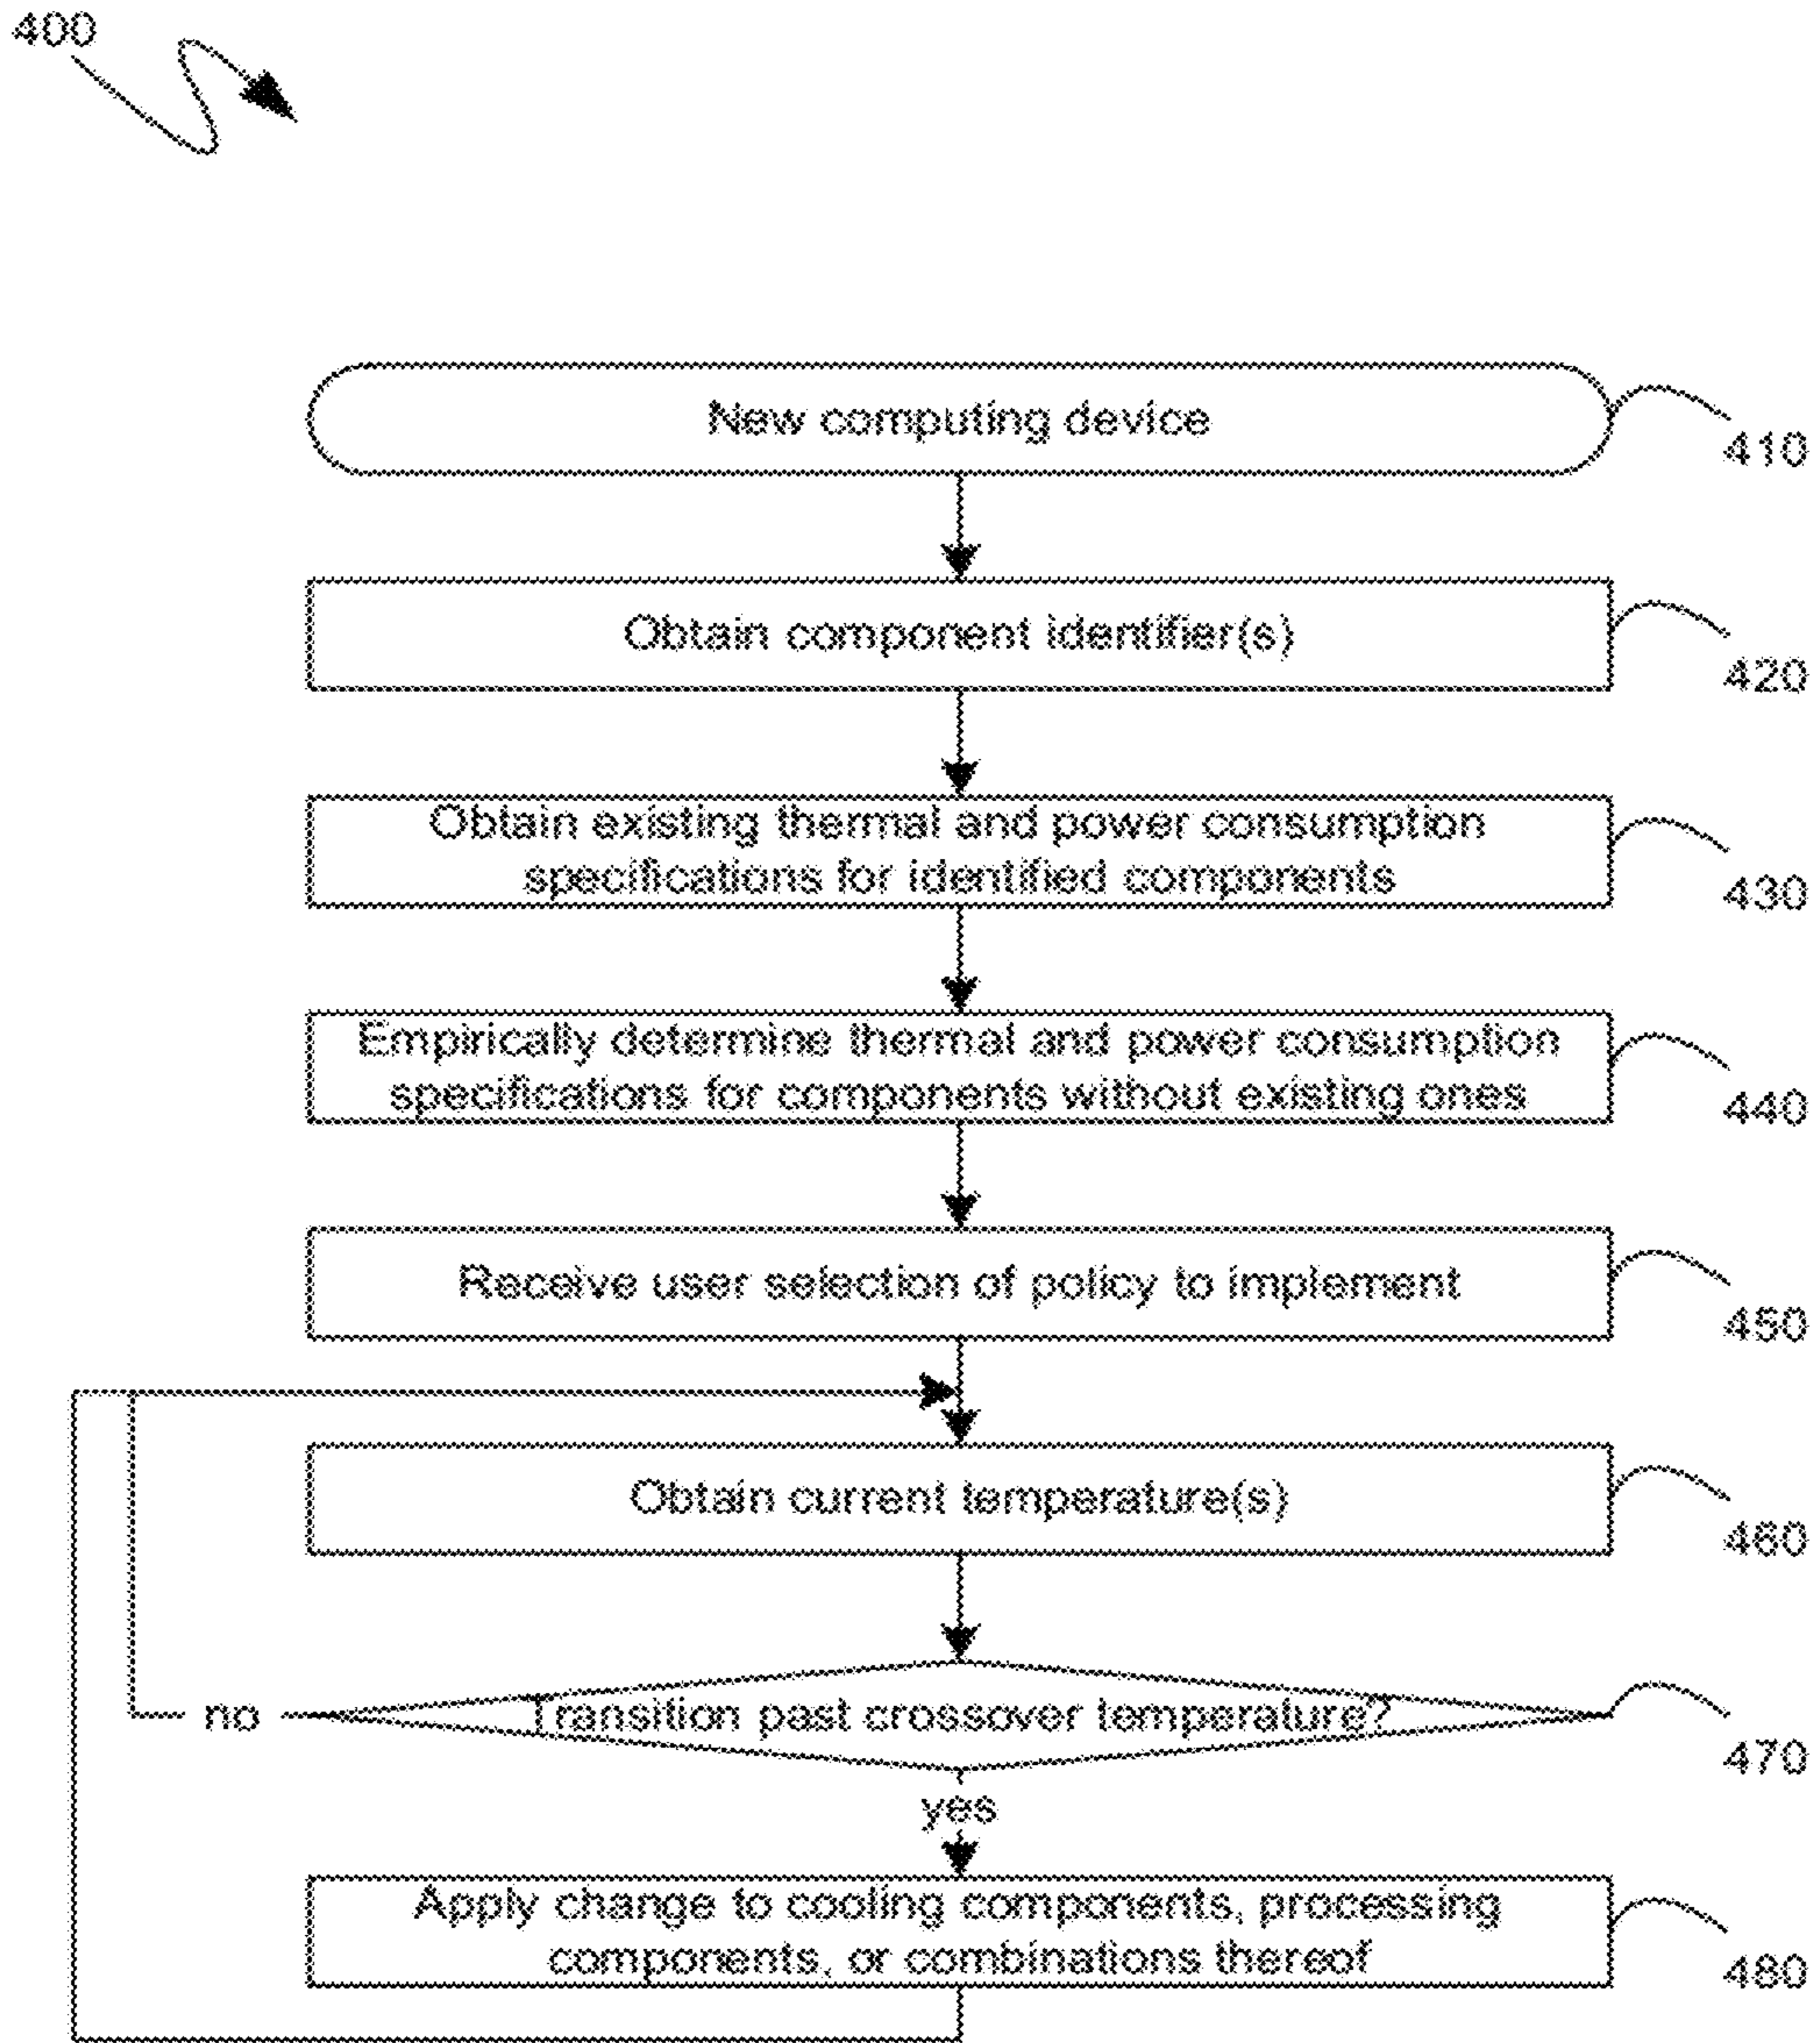 400
New computing device
410
Obtain component identifier(s)
420
Obtain existing thermal and power consumption
specifications for identified components
430
Empirically determine thermal and power consumption
specifications for components without existing ones
440
Receive user selection of policy to implement
450
Obtain current temperature(s)
460
no
Transition past crossover temperature?
470
yes
Apply change to cooling components, processing
components, or combinations thereof
480